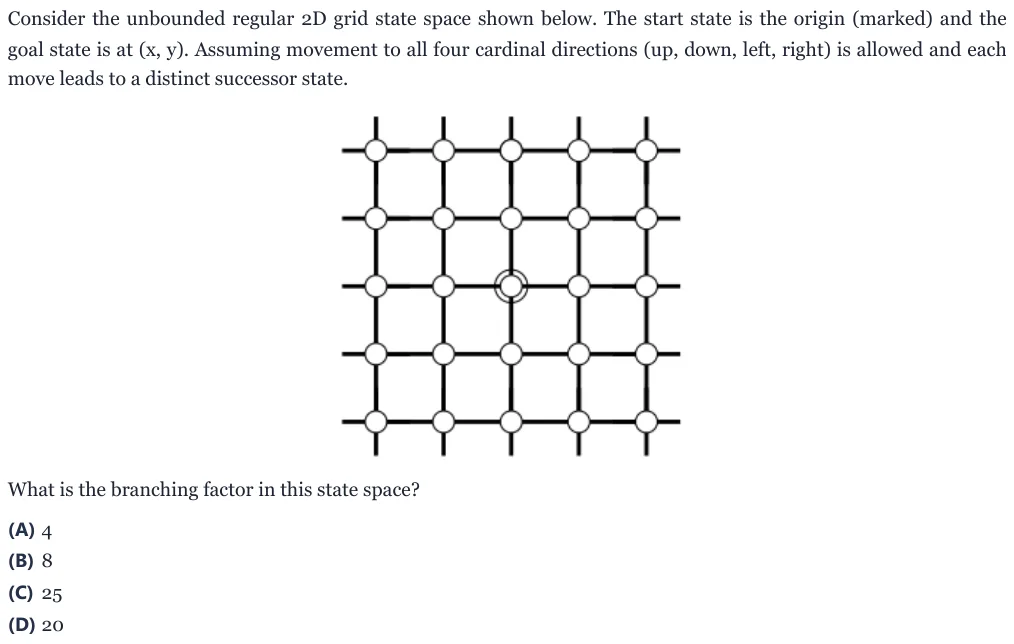 Consider the unbounded regular 2D grid state space shown below. The start state is the origin (marked) and the
goal state is at (x, y). Assuming movement to all four cardinal directions (up, down, left, right) is allowed and each
move leads to a distinct successor state.
What is the branching factor in this state space?
(A) 4
(B) 8
(C) 25
(D) 20